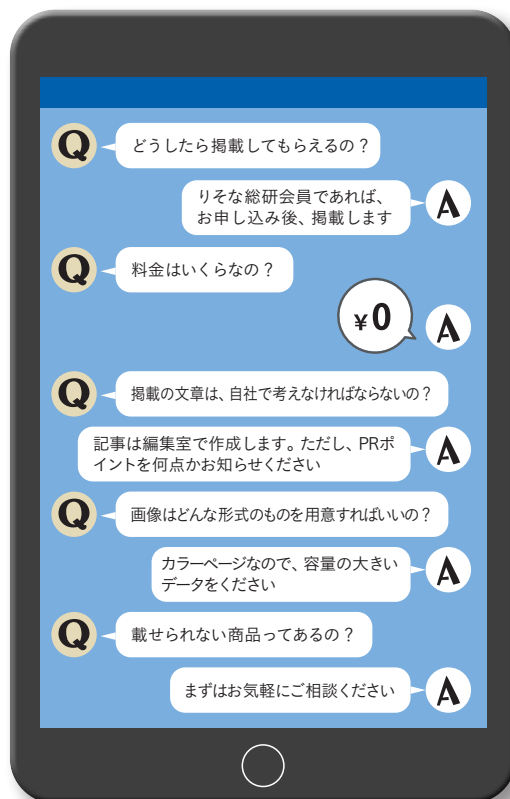 Q
どうしたら掲載してもらえるの？
りそな総研会員であれば、
お申し込み後、掲載します
A
Q
料金はいくらなの？
¥0
A
Q
掲載の文章は、自社で考えなければならないの？
記事は編集室で作成します。ただし、PRポ
イントを何点かお知らせください
A
Q
画像はどんな形式のものを用意すればいいの？
カラーページなので、容量の大きい
データをください
A
Q
載せられない商品ってあるの？
まずはお気軽にご相談ください
A